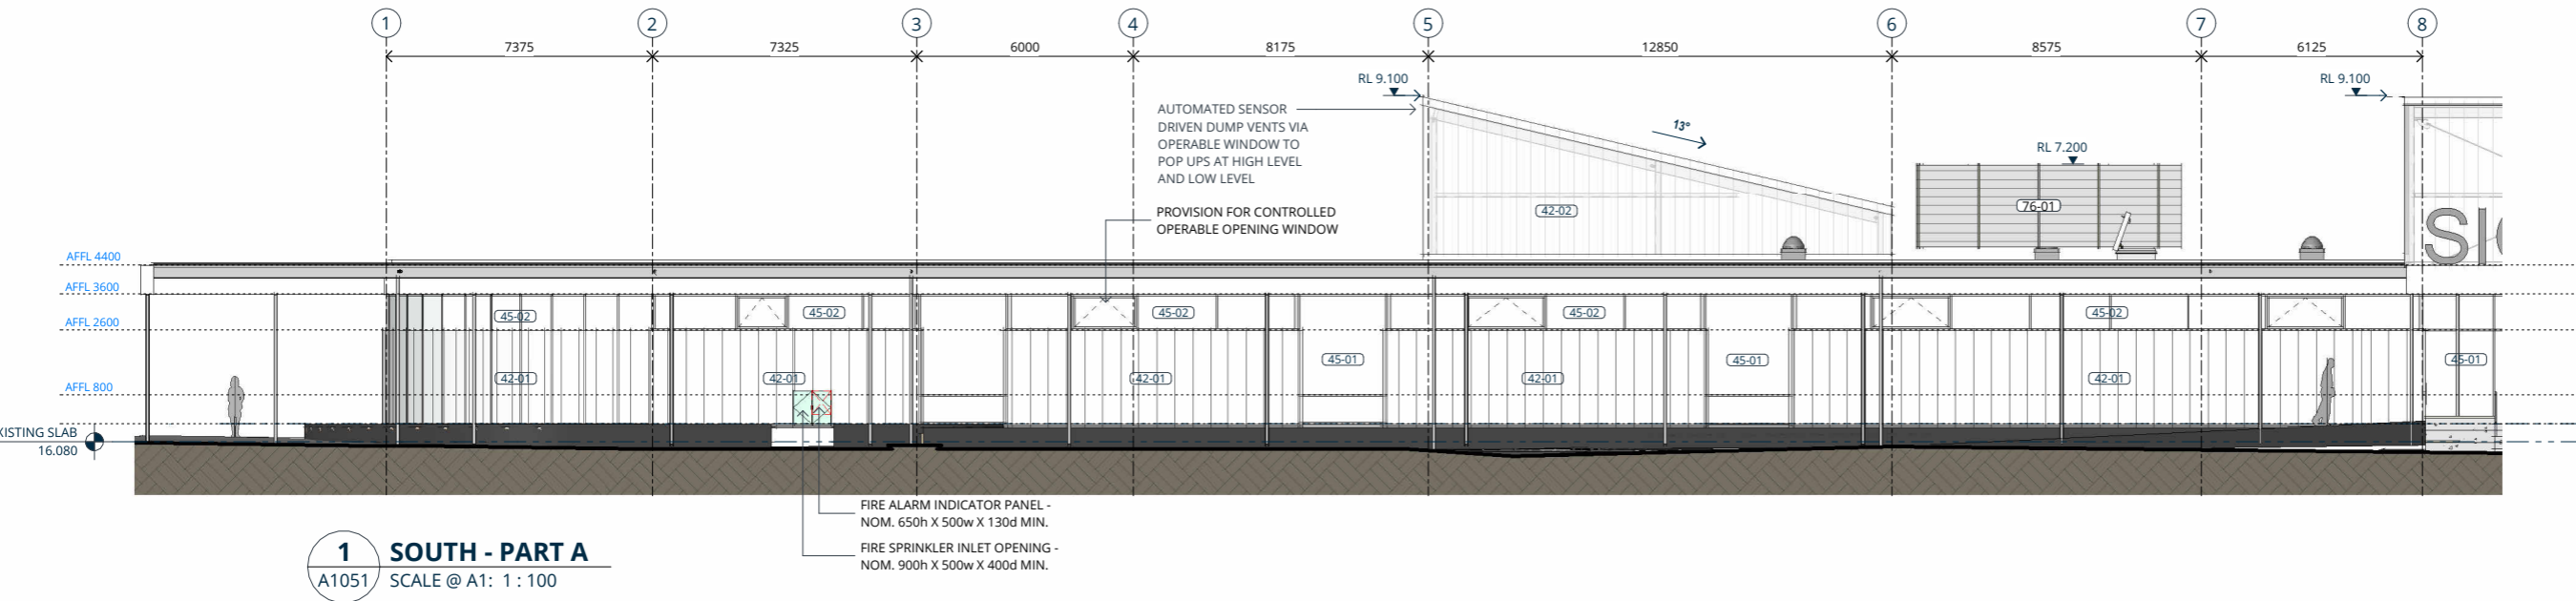 1 2 3 4 5 6 7 8
7375 7325 6000 8175 12850 8575 6125
RL 9.100
RL 9.100
AUTOMATED SENSOR
DRIVEN DUMP VENTS VIA
OPERABLE WINDOW TO
POP UPS AT HIGH LEVEL
AND LOW LEVEL
13°
RL 7.200
PROVISION FOR CONTROLLED
OPERABLE OPENING WINDOW
42-02
76-01
SI
AFFL 4400
AFFL 3600
AFFL 2600
AFFL 800
45-02 45-02 45-02 45-02 45-02
45-01 45-01 45-01
42-01 42-01 42-01 42-01 42-01
XISTING SLAB
16.080
FIRE ALARM INDICATOR PANEL -
NOM. 650h X 500w X 130d MIN.
FIRE SPRINKLER INLET OPENING -
NOM. 900h X 500w X 400d MIN.
1 SOUTH - PART A
A1051 SCALE @ A1: 1 : 100